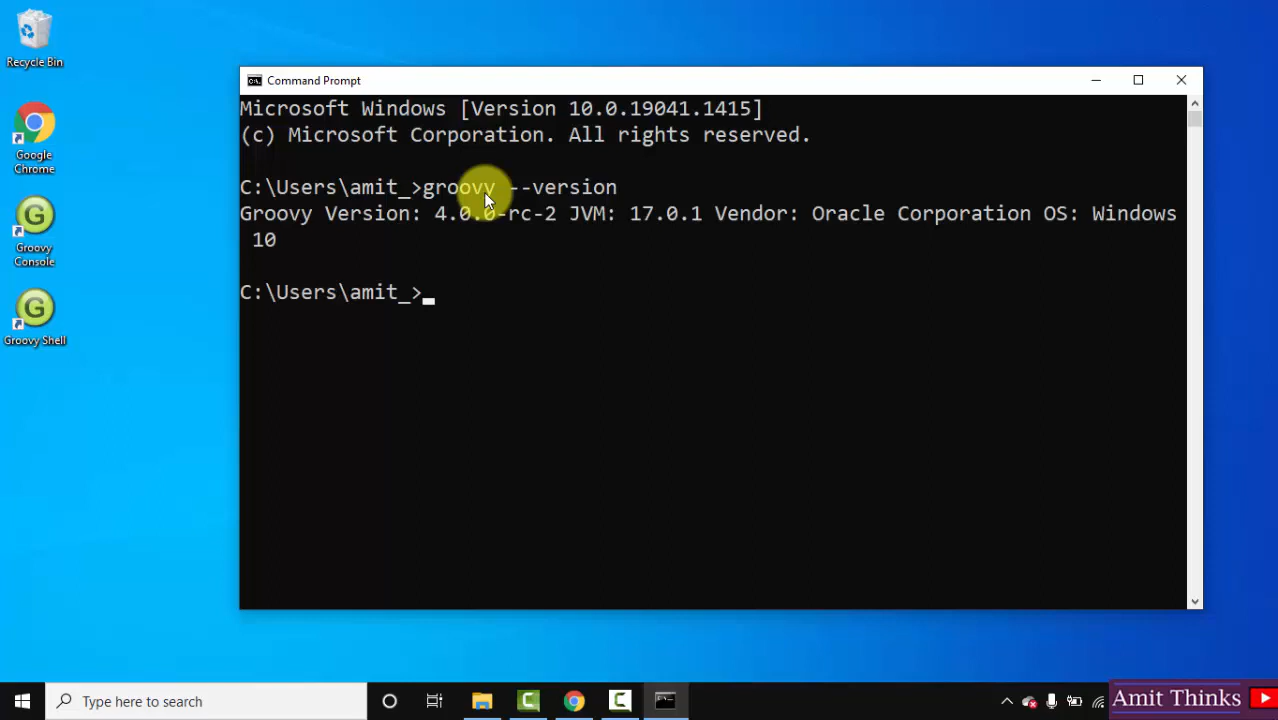 Recycle Bin
Google
Chrome
Groovy
Console
Groovy Shell
Command Prompt
Microsoft Windows [Version 10.0.19041.1415]
(c) Microsoft Corporation. All rights reserved.
C:\Users\amit_>groovy --version
Groovy Version: 4.0.0-rc-2 JVM: 17.0.1 Vendor: Oracle Corporation OS: Windows
10
C:\Users\amit_>
Type here to search
Amit Thinks